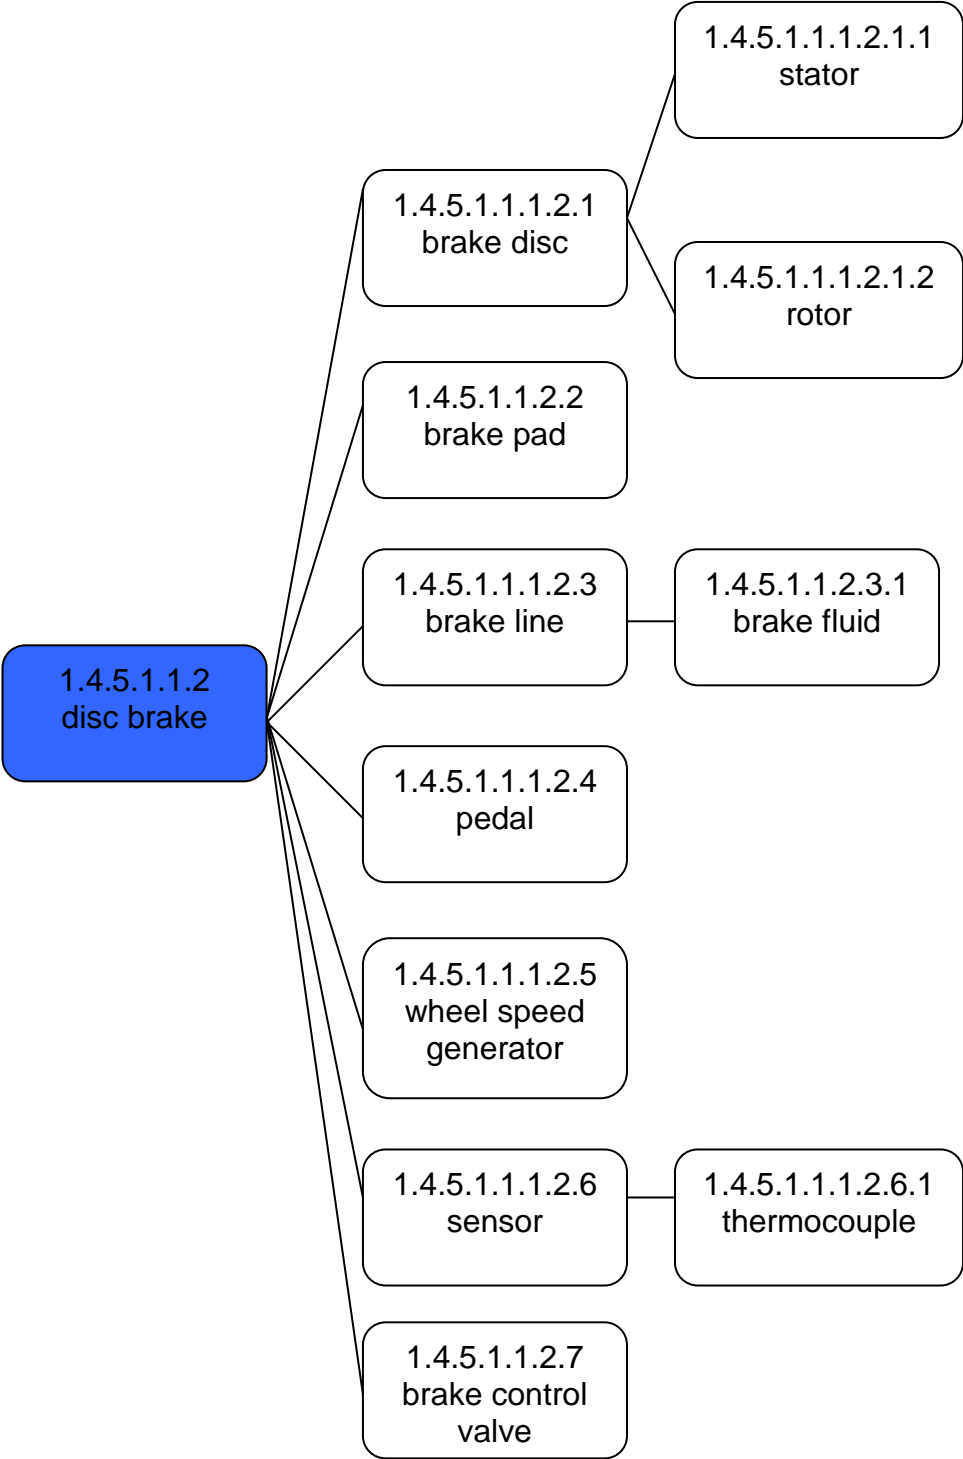 1.4.5.1.1.1.2.1.1
stator
1.4.5.1.1.1.2.1
brake disc
1.4.5.1.1.1.2.1.2
rotor
1.4.5.1.1.2.2
brake pad
1.4.5.1.1.1.2.3
brake line
1.4.5.1.1.2.3.1
brake fluid
1.4.5.1.1.2
disc brake
1.4.5.1.1.1.2.4
pedal
1.4.5.1.1.1.2.5
wheel speed
generator
1.4.5.1.1.1.2.6
sensor
1.4.5.1.1.1.2.6.1
thermocouple
1.4.5.1.1.2.7
brake control
valve